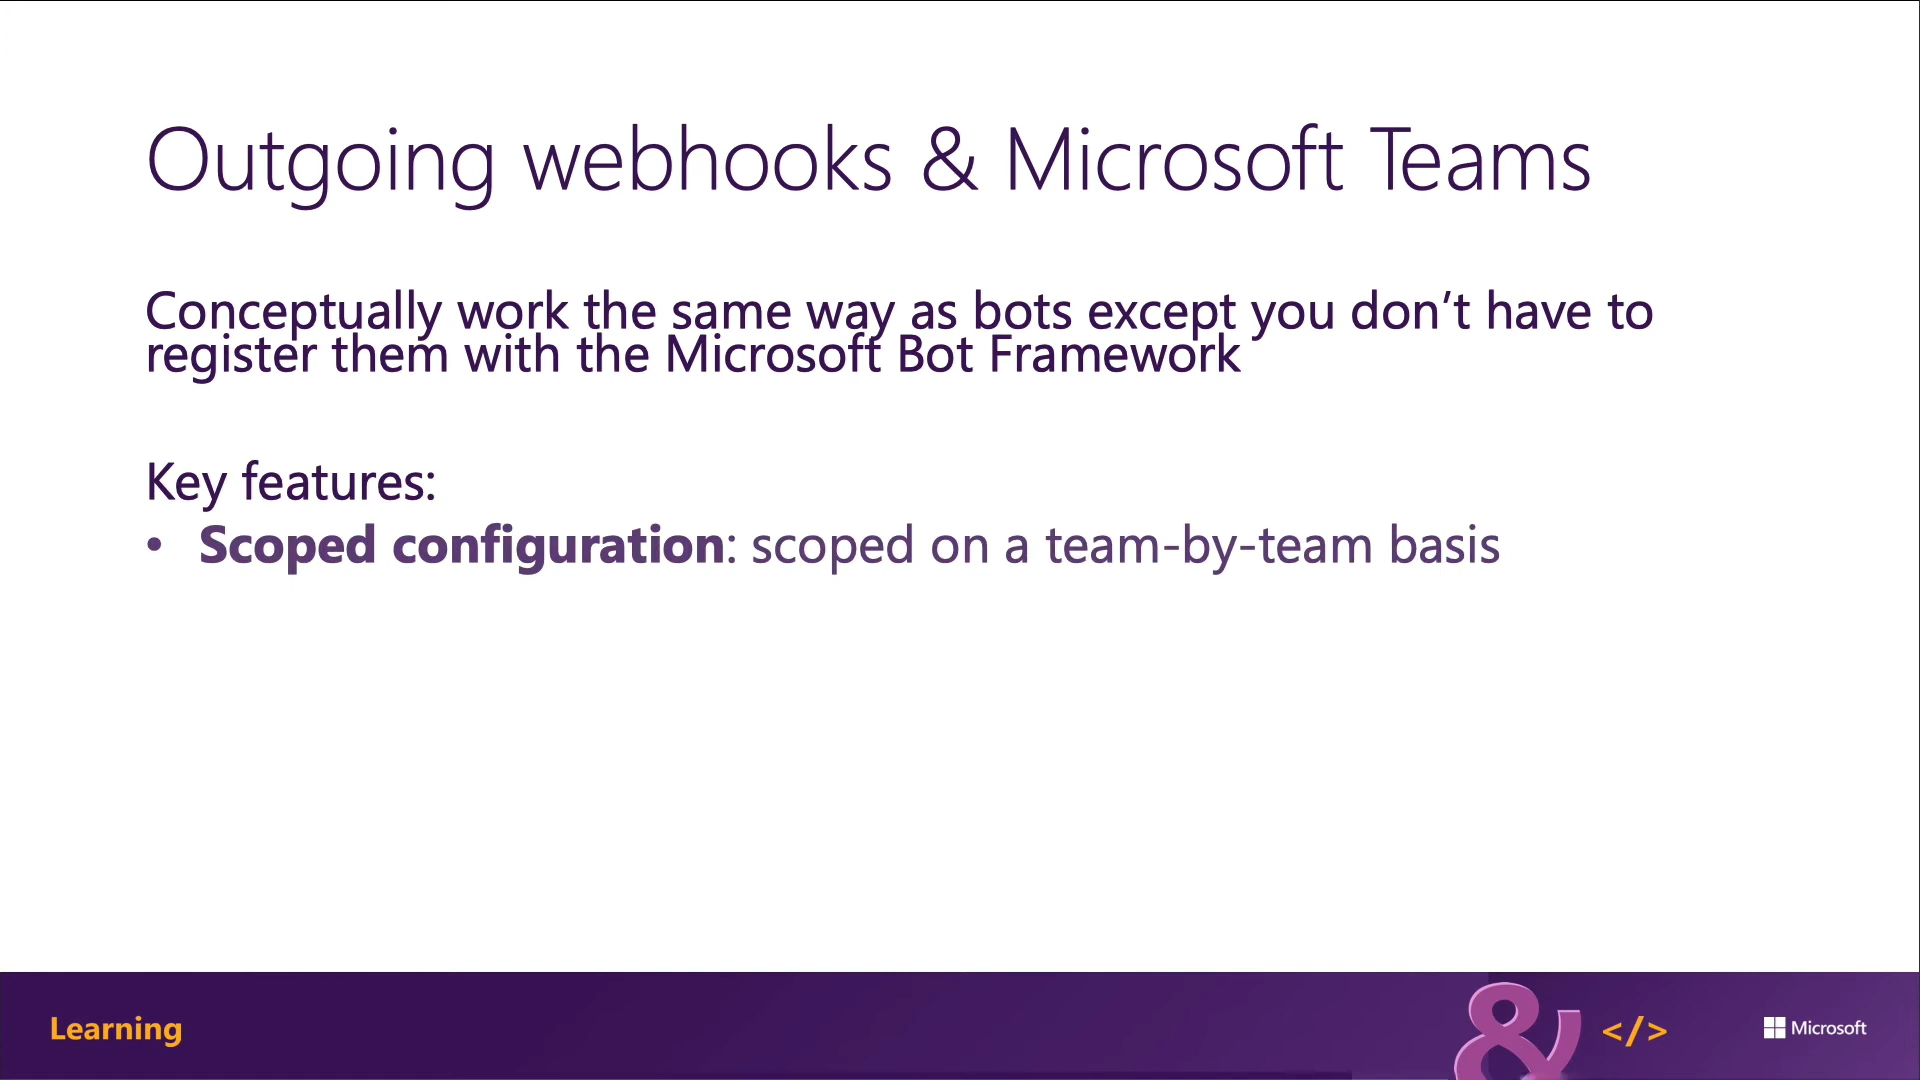 Outgoing webhooks & Microsoft Teams
Conceptually work the same way as bots except you don’t have to
register them with the Microsoft Bot Framework
Key features:
• Scoped configuration: scoped on a team-by-team basis
Learning
& </>
Microsoft